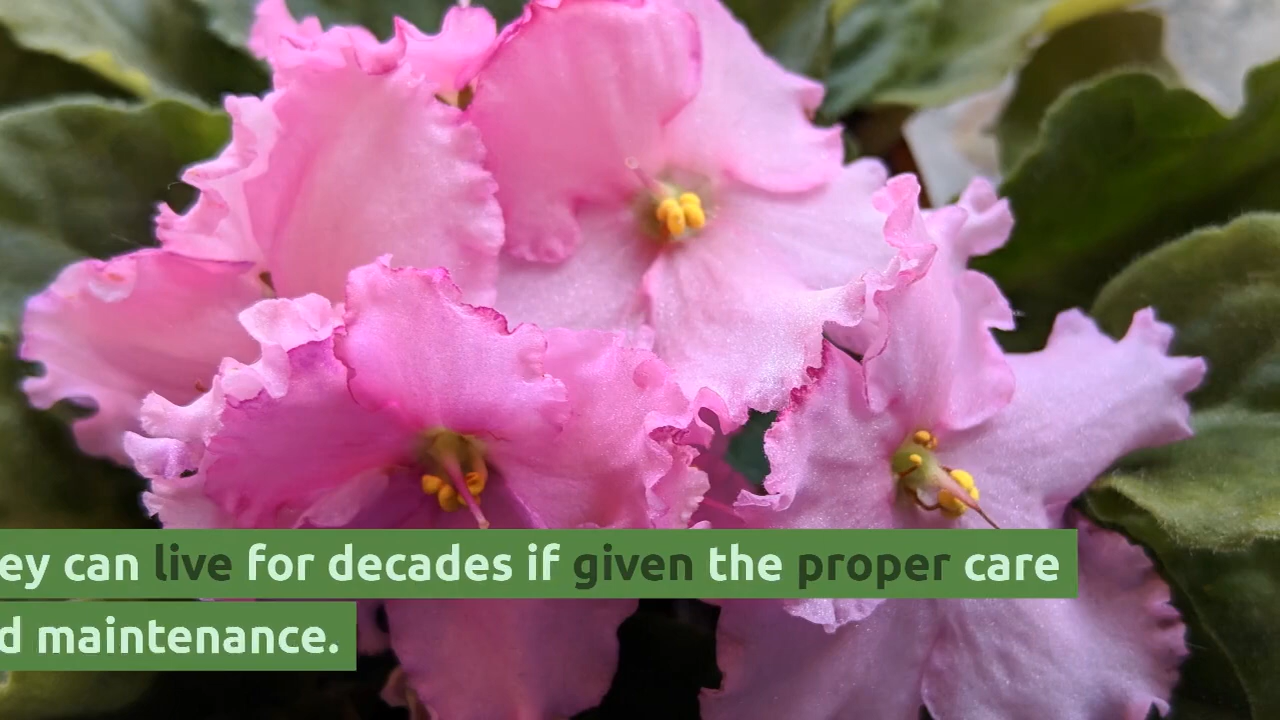 ey can live for decades if given the proper care
d maintenance.